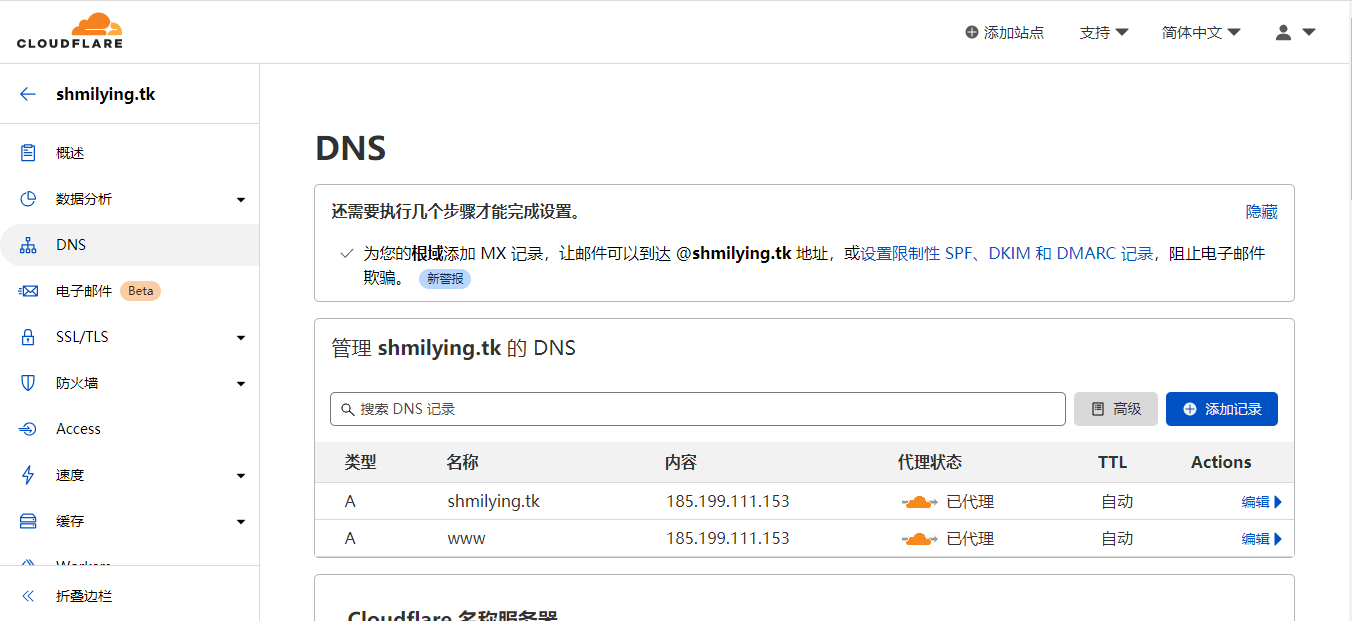 CLOUDFLARE
添加站点 支持 简体中文
shmilying.tk
概述
数据分析
DNS
电子邮件 Beta
SSL/TLS
防火墙
Access
速度
缓存
Workers
折叠边栏
DNS
还需要执行几个步骤才能完成设置。 隐藏
为您的根域添加 MX 记录，让邮件可以到达 @shmilying.tk 地址，或设置限制性 SPF、DKIM 和 DMARC 记录，阻止电子邮件
欺骗。 新警报
管理 shmilying.tk 的 DNS
搜索 DNS 记录 高级 添加记录
类型 名称 内容 代理状态 TTL Actions
A shmilying.tk 185.199.111.153 已代理 自动 编辑
A www 185.199.111.153 已代理 自动 编辑
Cloudflare 名称服务器